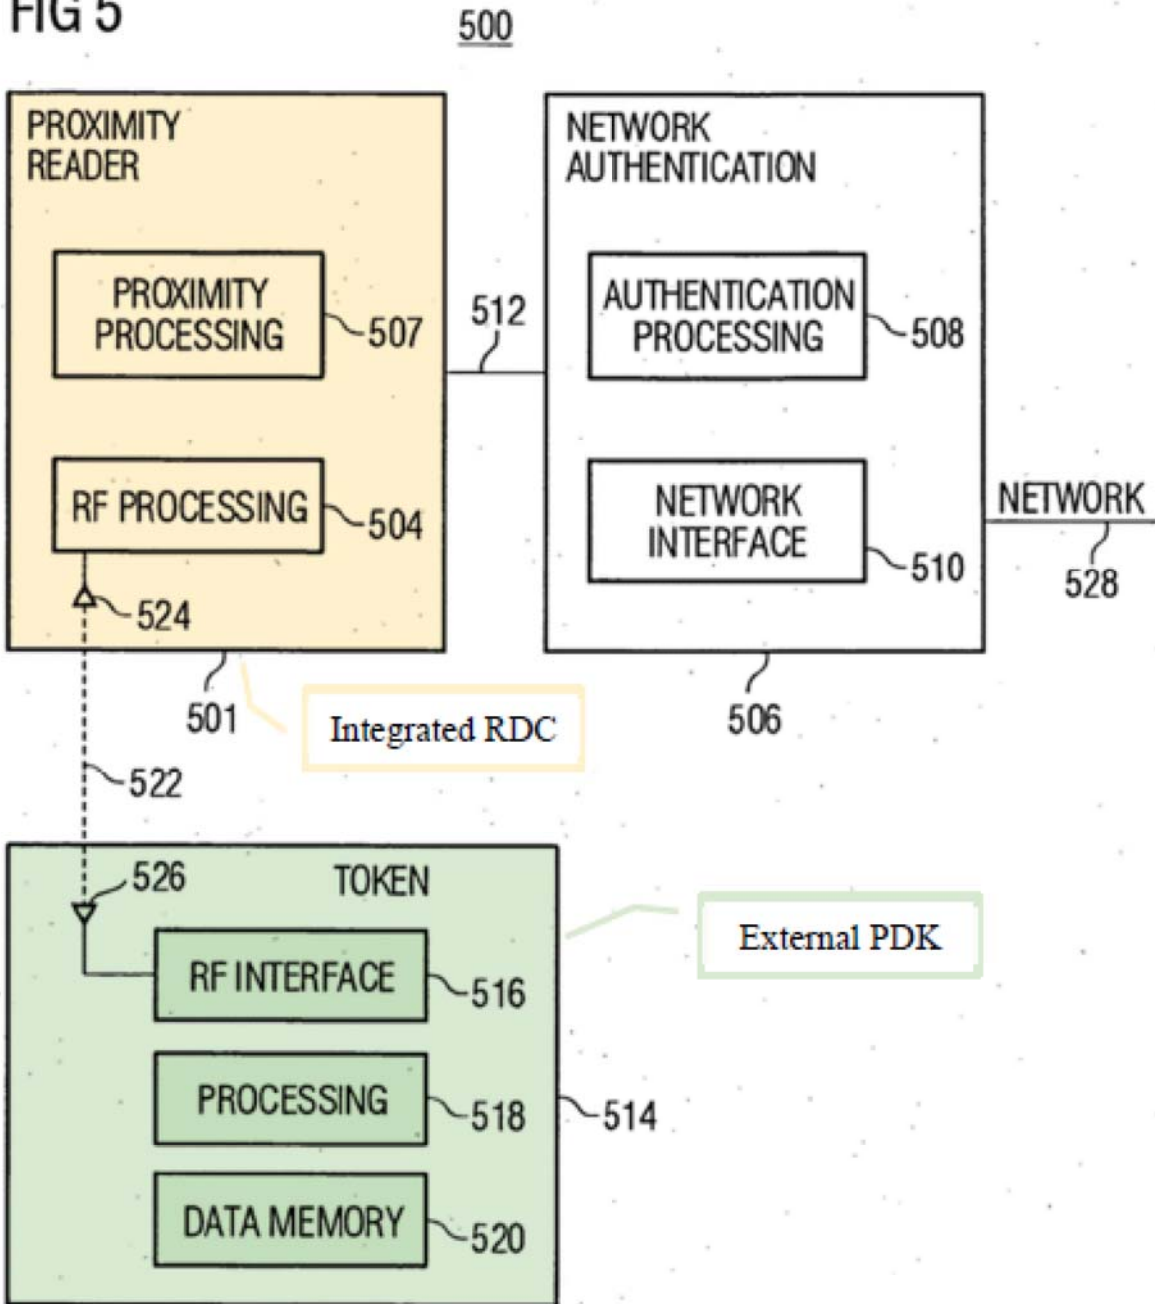 FIG 5
500
PROXIMITY
READER
PROXIMITY
PROCESSING
507
RF PROCESSING
504
524
501
512
NETWORK
AUTHENTICATION
AUTHENTICATION
PROCESSING
508
NETWORK
INTERFACE
510
506
NETWORK
528
Integrated RDC
522
526
TOKEN
RF INTERFACE
516
PROCESSING
518
514
DATA MEMORY
520
External PDK